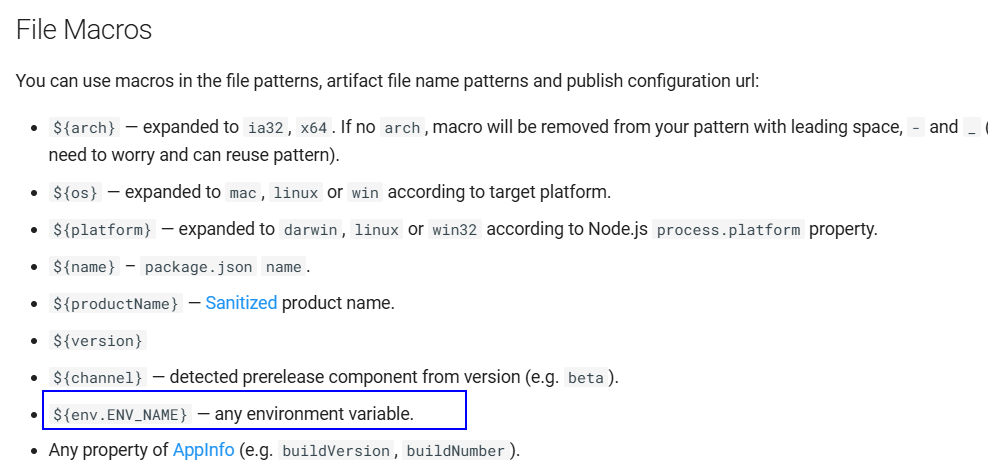 File Macros
You can use macros in the file patterns, artifact file name patterns and publish configuration url:
${arch} — expanded to ia32, x64. If no arch, macro will be removed from your pattern with leading space, - and _ (
need to worry and can reuse pattern).
${os} — expanded to mac, linux or win according to target platform.
${platform} — expanded to darwin, linux or win32 according to Node.js process.platform property.
${name} – package.json name.
${productName} — Sanitized product name.
${version}
${channel} — detected prerelease component from version (e.g. beta).
${env.ENV_NAME} — any environment variable.
Any property of AppInfo (e.g. buildVersion, buildNumber).